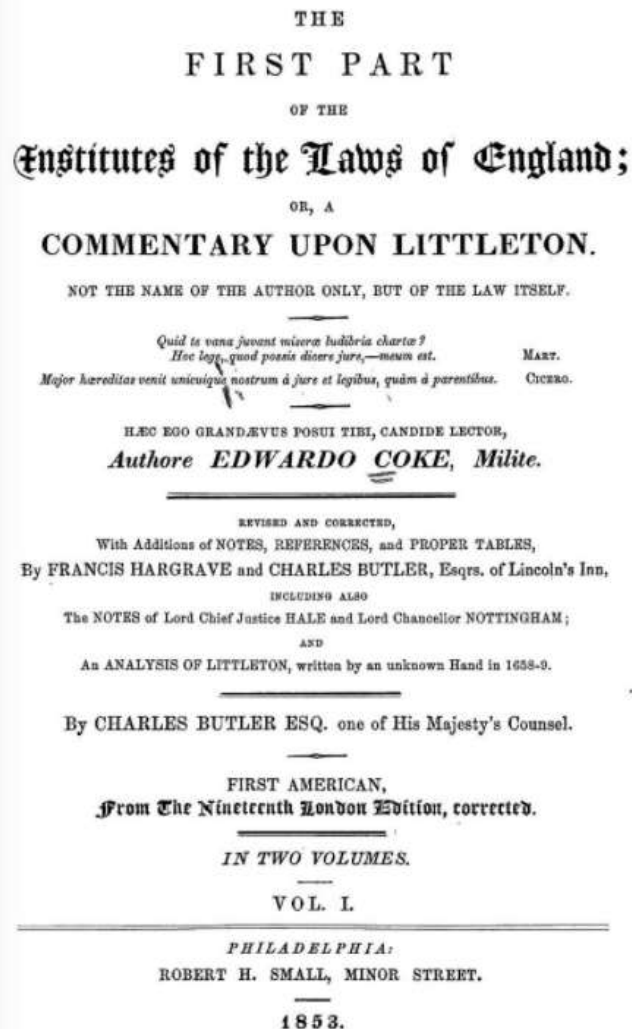 THE
FIRST PART
OF THE
Institutes of the Laws of England;
OR, A
COMMENTARY UPON LITTLETON.
NOT THE NAME OF THE AUTHOR ONLY, BUT OF THE LAW ITSELF.
Quid te vana juvant miseræ ludibria chartæ?
Hoc lege, quod possis dicere jure,—meum est. MART.
Major hæreditas venit unicuique nostrum à jure et legibus, quàm à parentibus. CICERO.
HÆC EGO GRANDÆVUS POSUI TIBI, CANDIDE LECTOR,
Authore EDWARDO COKE, Milite.
REVISED AND CORRECTED,
With Additions of NOTES, REFERENCES, and PROPER TABLES,
By FRANCIS HARGRAVE and CHARLES BUTLER, Esqrs. of Lincoln's Inn,
INCLUDING ALSO
The NOTES of Lord Chief Justice HALE and Lord Chancellor NOTTINGHAM;
AND
An ANALYSIS OF LITTLETON, written by an unknown Hand in 1658-9.
By CHARLES BUTLER ESQ. one of His Majesty's Counsel.
FIRST AMERICAN,
From The Nineteenth London Edition, corrected.
IN TWO VOLUMES.
VOL. I.
PHILADELPHIA:
ROBERT H. SMALL, MINOR STREET.
1853.